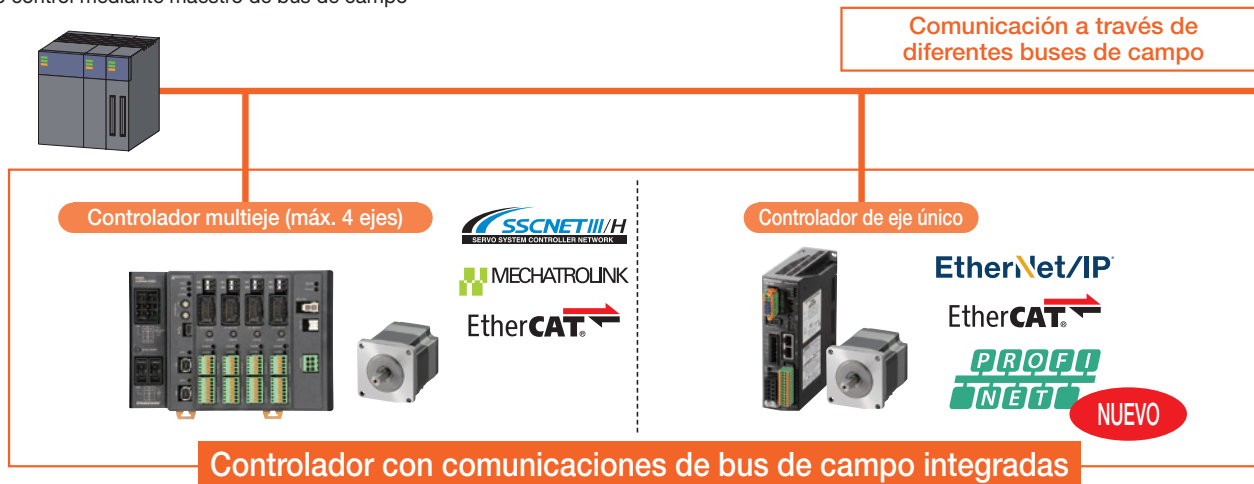 control mediante maestro de bus de campo
Comunicación a través de
diferentes buses de campo
Controlador multieje (máx. 4 ejes)
SSCNETIII/H
SERVO SYSTEM CONTROLLER NETWORK
MECHATROLINK
EtherCAT®
Controlador de eje único
EtherNet/IP
EtherCAT®
PROFI
NET
NUEVO
Controlador con comunicaciones de bus de campo integradas